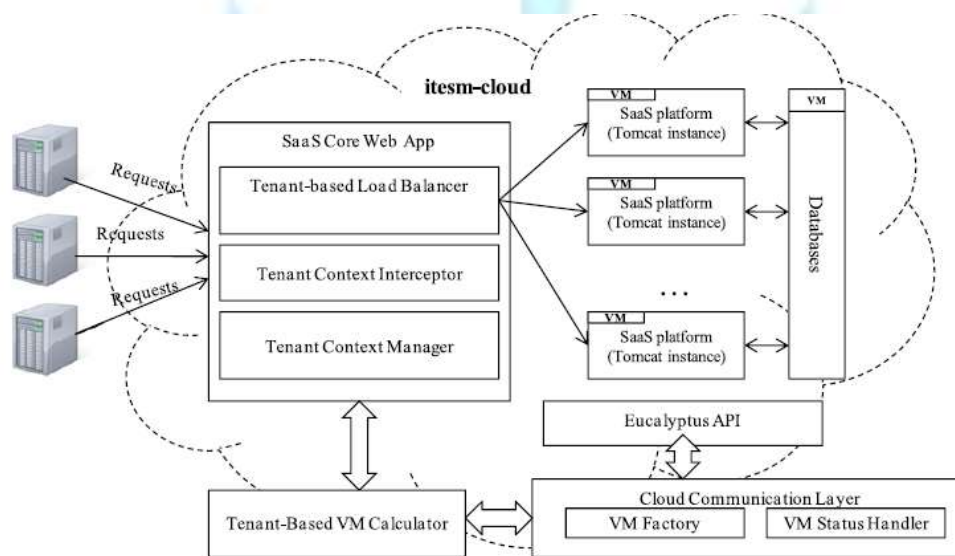 itesm-cloud
SaaS Core Web App
Tenant-based Load Balancer
Tenant Context Interceptor
Tenant Context Manager
Requests
Requests
Requests
VM
SaaS platform
(Tomcat instance)
VM
SaaS platform
(Tomcat instance)
...
VM
SaaS platform
(Tomcat instance)
VM
Databases
Eucalyptus API
Tenant-Based VM Calculator
Cloud Communication Layer
VM Factory
VM Status Handler